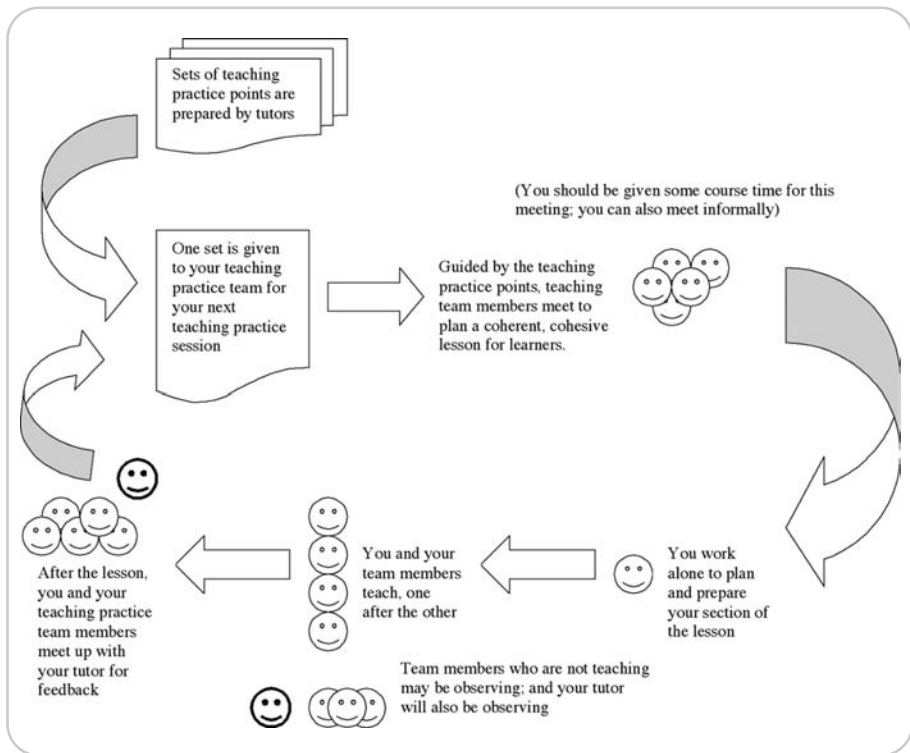 Sets of teaching
practice points are
prepared by tutors
(You should be given some course time for this
meeting; you can also meet informally)
One set is given
to your teaching
practice team for
your next
teaching practice
session
Guided by the teaching
practice points, teaching
team members meet to
plan a coherent, cohesive
lesson for learners.
You work
alone to plan
and prepare
your section of
the lesson
You and your
team members
teach, one
after the other
Team members who are not teaching
may be observing; and your tutor
will also be observing
After the lesson,
you and your
teaching practice
team members
meet up with
your tutor for
feedback